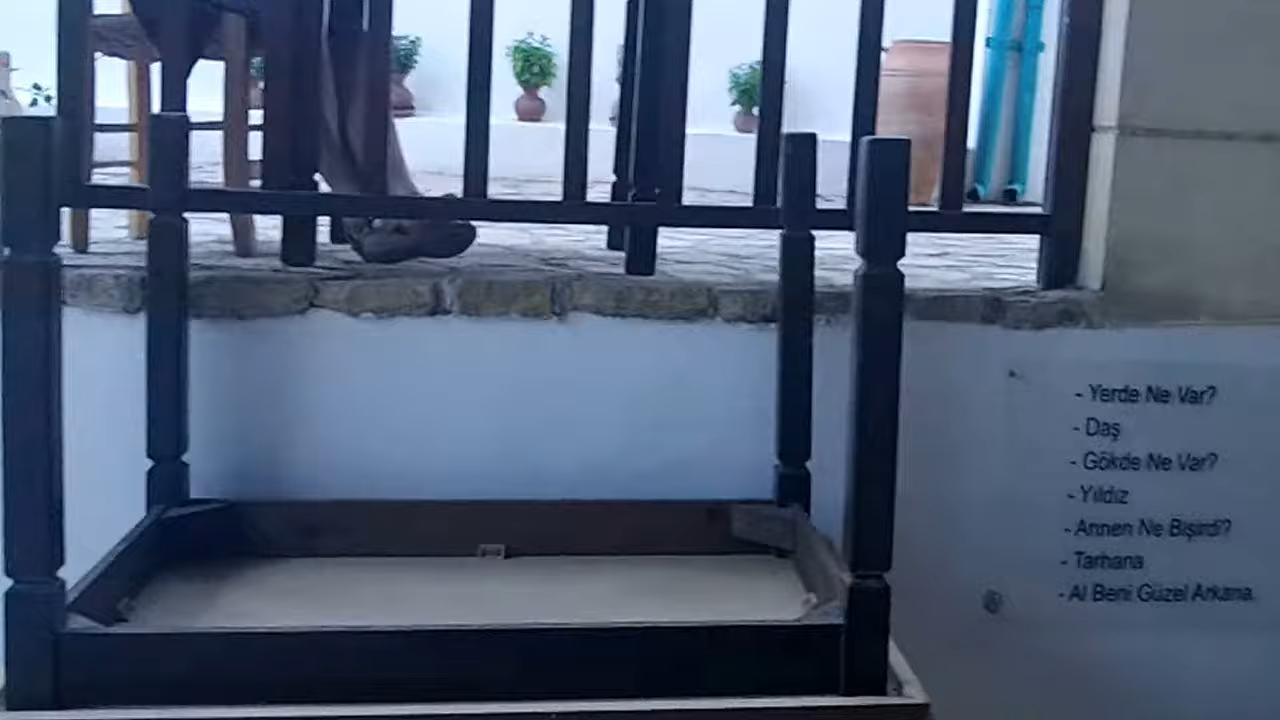 - Yerde Ne Var?
- Daş
- Gökde Ne Var?
- Yıldız
- Annen Ne Bişirdi?
- Tarhana
- Al Beni Güzel Arkana.